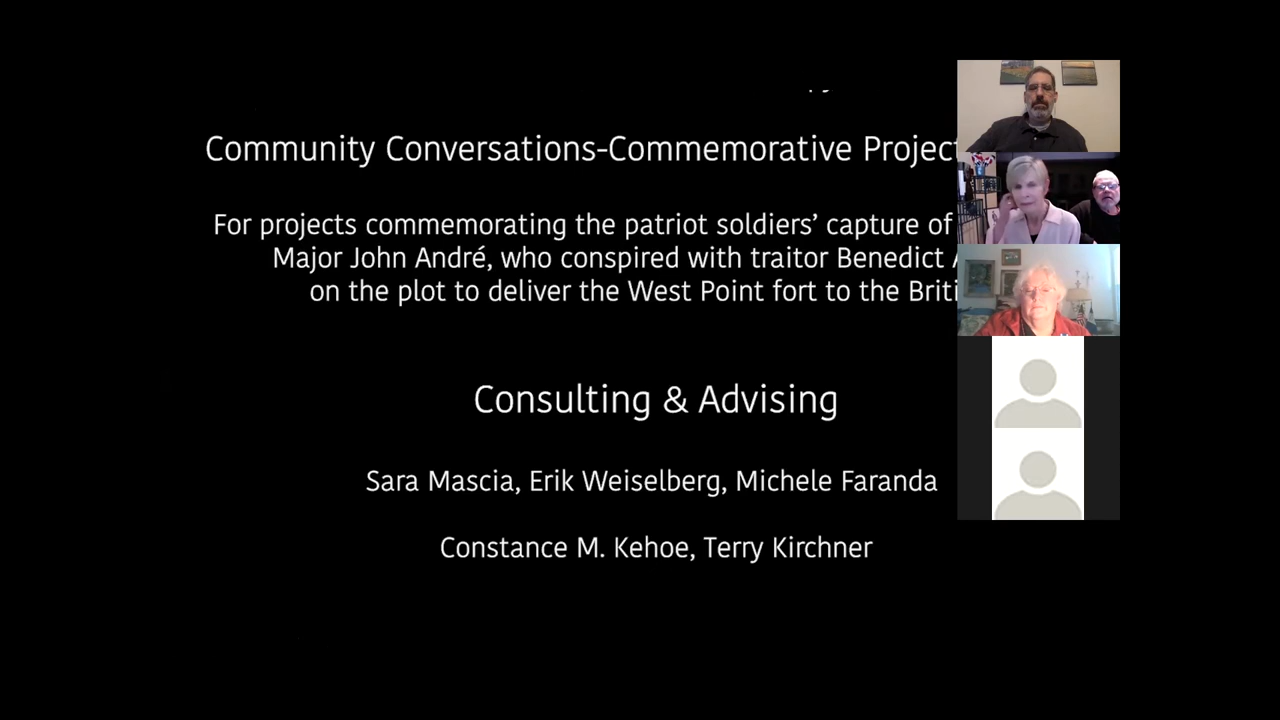 Community Conversations-Commemorative Project
For projects commemorating the patriot soldiers’ capture of
Major John André, who conspired with traitor Benedict
on the plot to deliver the West Point fort to the
Consulting & Advising
Sara Mascia, Erik Weiselberg, Michele Faranda
Constance M. Kehoe, Terry Kirchner